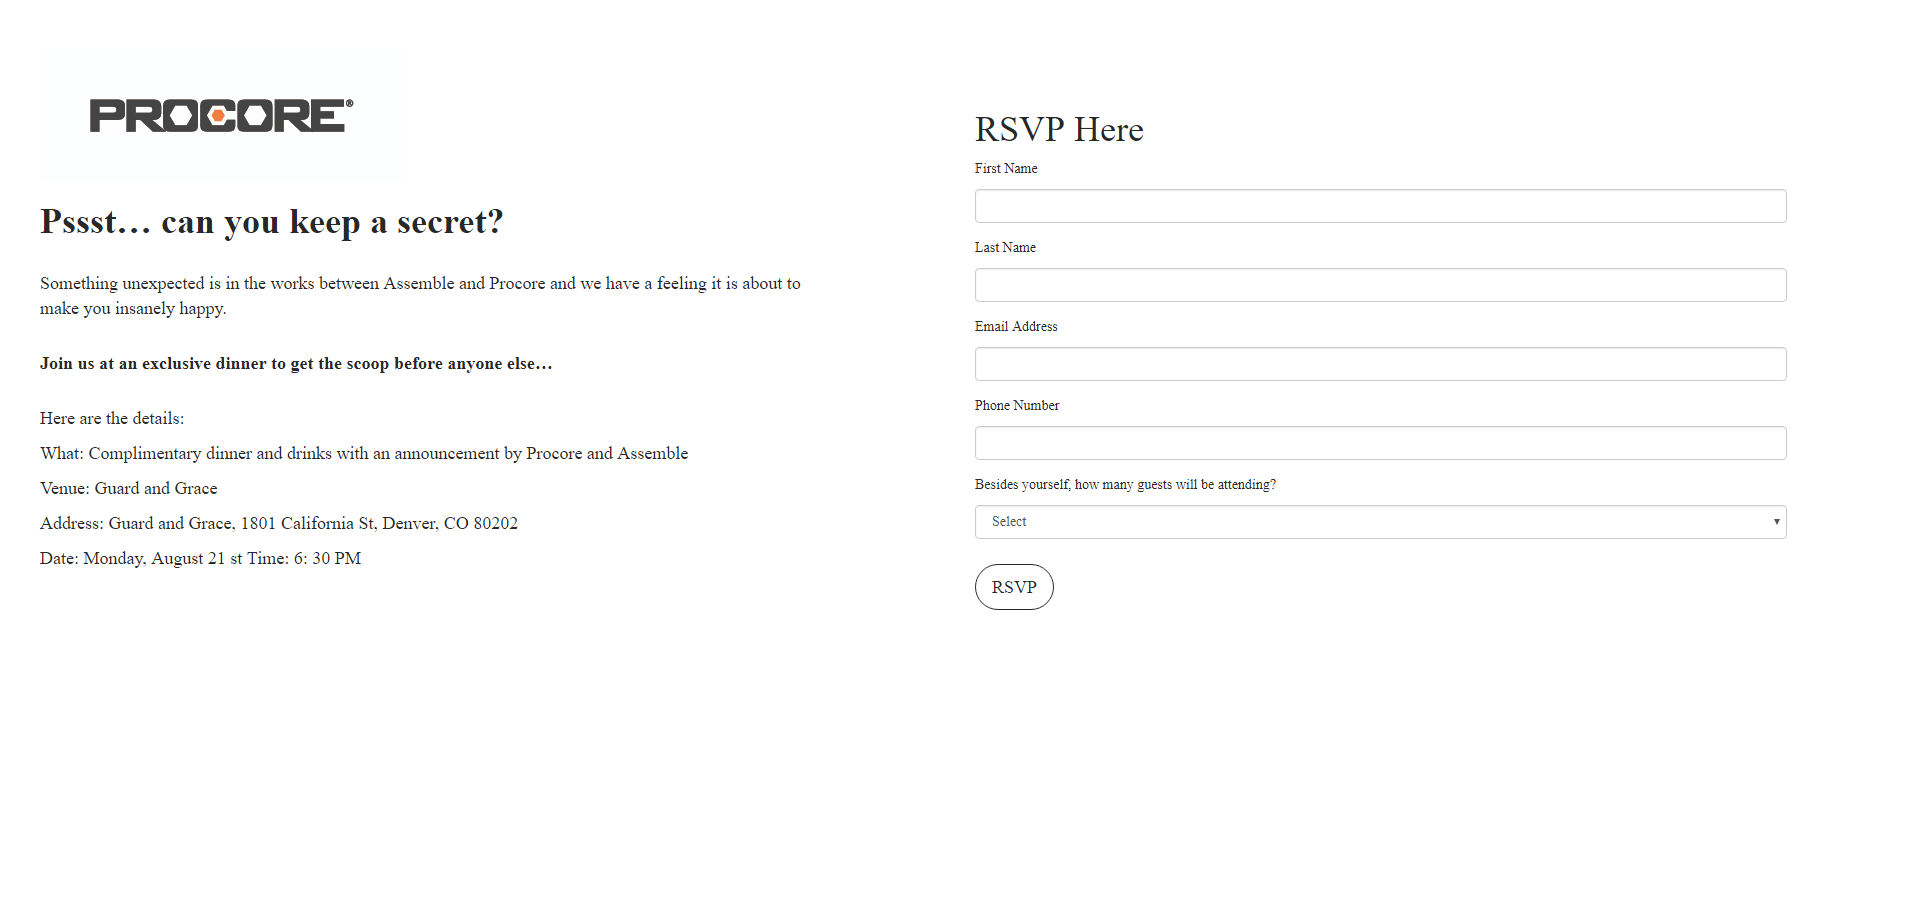 PROCORE®
Pssst… can you keep a secret?
Something unexpected is in the works between Assemble and Procore and we have a feeling it is about to
make you insanely happy.
Join us at an exclusive dinner to get the scoop before anyone else…
Here are the details:
What: Complimentary dinner and drinks with an announcement by Procore and Assemble
Venue: Guard and Grace
Address: Guard and Grace, 1801 California St, Denver, CO 80202
Date: Monday, August 21 st Time: 6: 30 PM
RSVP Here
First Name
Last Name
Email Address
Phone Number
Besides yourself, how many guests will be attending?
Select
RSVP